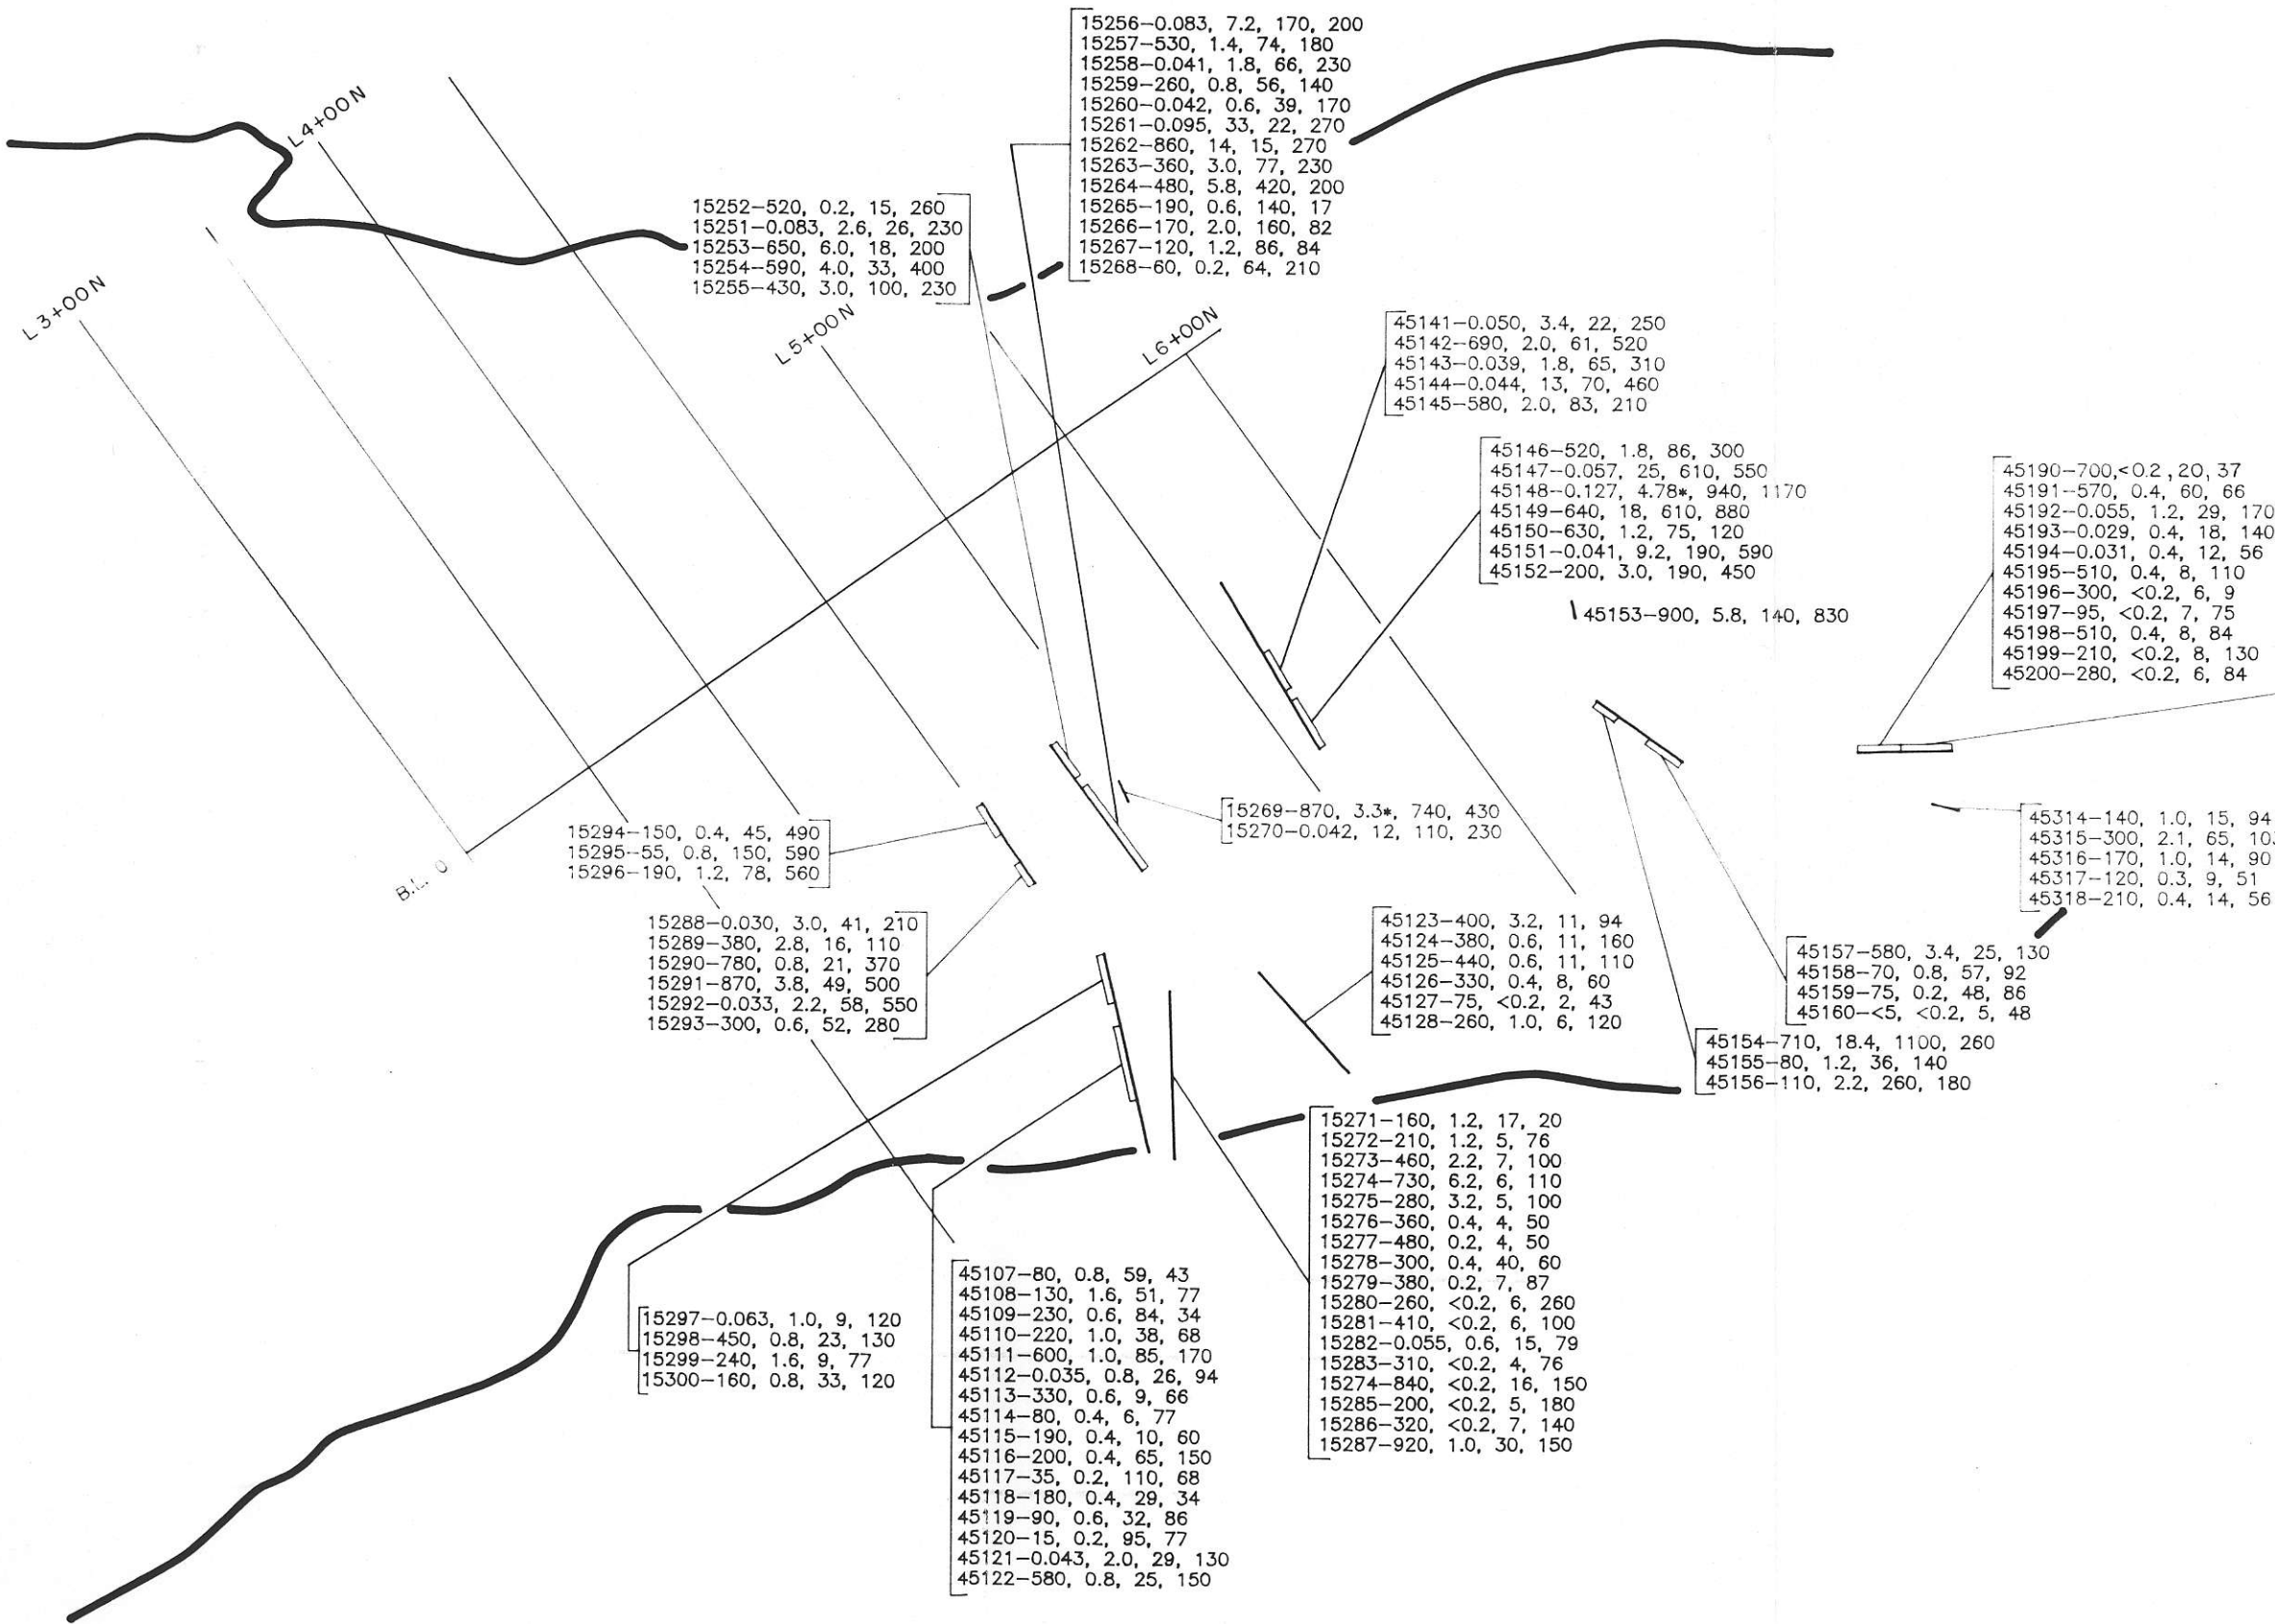 15256-0.083, 7.2, 170, 200
15257-530, 1.4, 74, 180
15258-0.041, 1.8, 66, 230
15259-260, 0.8, 56, 140
15260-0.042, 0.6, 39, 170
15261-0.095, 33, 22, 270
15262-860, 14, 15, 270
15263-360, 3.0, 77, 230
15264-480, 5.8, 420, 200
15265-190, 0.6, 140, 17
15266-170, 2.0, 160, 82
15267-120, 1.2, 86, 84
15268-60, 0.2, 64, 210
L4+00N
15252-520, 0.2, 15, 260
15251-0.083, 2.6, 26, 230
15253-650, 6.0, 18, 200
15254-590, 4.0, 33, 400
15255-430, 3.0, 100, 230
L3+00N
L5+00N
L6+00N
45141-0.050, 3.4, 22, 250
45142-690, 2.0, 61, 520
45143-0.039, 1.8, 65, 310
45144-0.044, 13, 70, 460
45145-580, 2.0, 83, 210
45146-520, 1.8, 86, 300
45147-0.057, 25, 610, 550
45148-0.127, 4.78*, 940, 1170
45149-640, 18, 610, 880
45150-630, 1.2, 75, 120
45151-0.041, 9.2, 190, 590
45152-200, 3.0, 190, 450
45190-700,<0.2, 20, 37
45191-570, 0.4, 60, 66
45192-0.055, 1.2, 29, 170
45193-0.029, 0.4, 18, 140
45194-0.031, 0.4, 12, 56
45195-510, 0.4, 8, 110
45196-300, <0.2, 6, 9
45197-95, <0.2, 7, 75
45198-510, 0.4, 8, 84
45199-210, <0.2, 8, 130
45200-280, <0.2, 6, 84
45153-900, 5.8, 140, 830
15269-870, 3.3*, 740, 430
15270-0.042, 12, 110, 230
45314-140, 1.0, 15, 94
45315-300, 2.1, 65, 103
45316-170, 1.0, 14, 90
45317-120, 0.3, 9, 51
45318-210, 0.4, 14, 56
15294-150, 0.4, 45, 490
15295-55, 0.8, 150, 590
15296-190, 1.2, 78, 560
B.L. 0
15288-0.030, 3.0, 41, 210
15289-380, 2.8, 16, 110
15290-780, 0.8, 21, 370
15291-870, 3.8, 49, 500
15292-0.033, 2.2, 58, 550
15293-300, 0.6, 52, 280
45123-400, 3.2, 11, 94
45124-380, 0.6, 11, 160
45125-440, 0.6, 11, 110
45126-330, 0.4, 8, 60
45127-75, <0.2, 2, 43
45128-260, 1.0, 6, 120
45157-580, 3.4, 25, 130
45158-70, 0.8, 57, 92
45159-75, 0.2, 48, 86
45160-<5, <0.2, 5, 48
45154-710, 18.4, 1100, 260
45155-80, 1.2, 36, 140
45156-110, 2.2, 260, 180
15271-160, 1.2, 17, 20
15272-210, 1.2, 5, 76
15273-460, 2.2, 7, 100
15274-730, 6.2, 6, 110
15275-280, 3.2, 5, 100
15276-360, 0.4, 4, 50
15277-480, 0.2, 4, 50
15278-300, 0.4, 40, 60
15279-380, 0.2, 7, 87
15280-260, <0.2, 6, 260
15281-410, <0.2, 6, 100
15282-0.055, 0.6, 15, 79
15283-310, <0.2, 4, 76
15274-840, <0.2, 16, 150
15285-200, <0.2, 5, 180
15286-320, <0.2, 7, 140
15287-920, 1.0, 30, 150
15297-0.063, 1.0, 9, 120
15298-450, 0.8, 23, 130
15299-240, 1.6, 9, 77
15300-160, 0.8, 33, 120
45107-80, 0.8, 59, 43
45108-130, 1.6, 51, 77
45109-230, 0.6, 84, 34
45110-220, 1.0, 38, 68
45111-600, 1.0, 85, 170
45112-0.035, 0.8, 26, 94
45113-330, 0.6, 9, 66
45114-80, 0.4, 6, 77
45115-190, 0.4, 10, 60
45116-200, 0.4, 65, 150
45117-35, 0.2, 110, 68
45118-180, 0.4, 29, 34
45119-90, 0.6, 32, 86
45120-15, 0.2, 95, 77
45121-0.043, 2.0, 29, 130
45122-580, 0.8, 25, 150